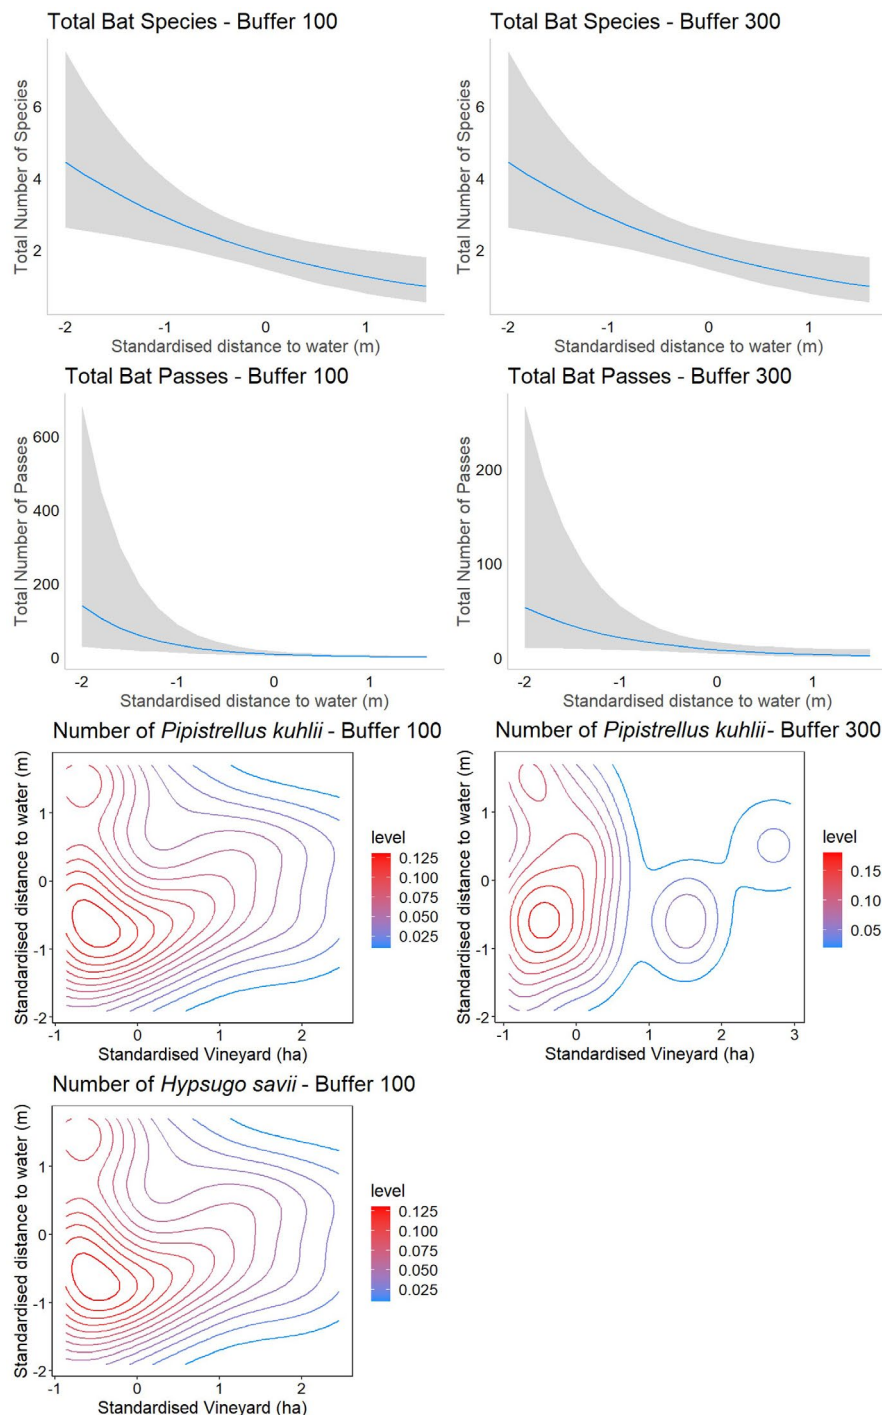 Total Bat Species - Buffer 100
Total Number of Species
6
4
2
-2 -1 0 1
Standardised distance to water (m)
Total Bat Species - Buffer 300
Total Number of Species
6
4
2
-2 -1 0 1
Standardised distance to water (m)
Total Bat Passes - Buffer 100
Total Number of Passes
600
400
200
0
-2 -1 0 1
Standardised distance to water (m)
Total Bat Passes - Buffer 300
Total Number of Passes
200
100
0
-2 -1 0 1
Standardised distance to water (m)
Number of Pipistrellus kuhlii - Buffer 100
Standardised distance to water (m)
1
0
-1
-2
-1 0 1 2
Standardised Vineyard (ha)
level
0.125
0.100
0.075
0.050
0.025
Number of Pipistrellus kuhlii- Buffer 300
Standardised distance to water (m)
1
0
-1
-2
-1 0 1 2 3
Standardised Vineyard (ha)
level
0.15
0.10
0.05
Number of Hypsugo savii - Buffer 100
Standardised distance to water (m)
1
0
-1
-2
-1 0 1 2
Standardised Vineyard (ha)
level
0.125
0.100
0.075
0.050
0.025